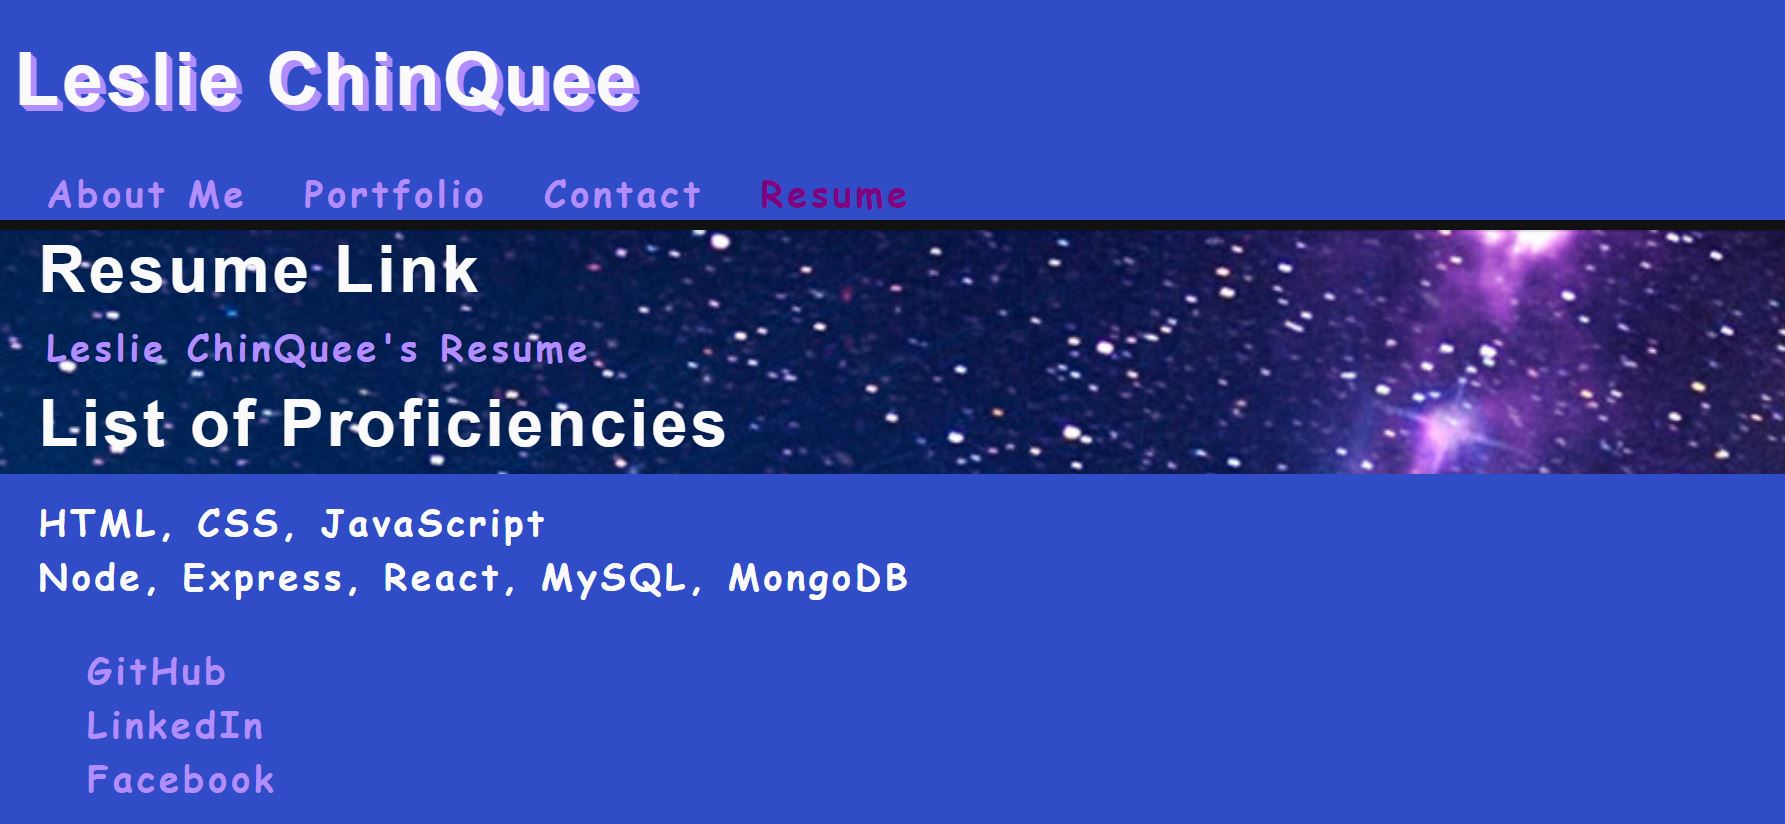 Leslie ChinQuee
About Me Portfolio Contact Resume
Resume Link
Leslie ChinQuee's Resume
List of Proficiencies
HTML, CSS, JavaScript
Node, Express, React, MySQL, MongoDB
GitHub
LinkedIn
Facebook